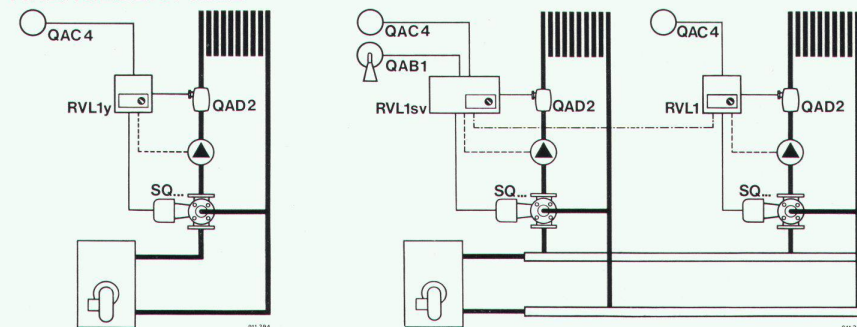 QAC4
RVL1y
QAD2
SQ...
QAC4
QAB1
RVL1sv
QAD2
SQ...
QAC4
RVL1
QAD2
SQ...